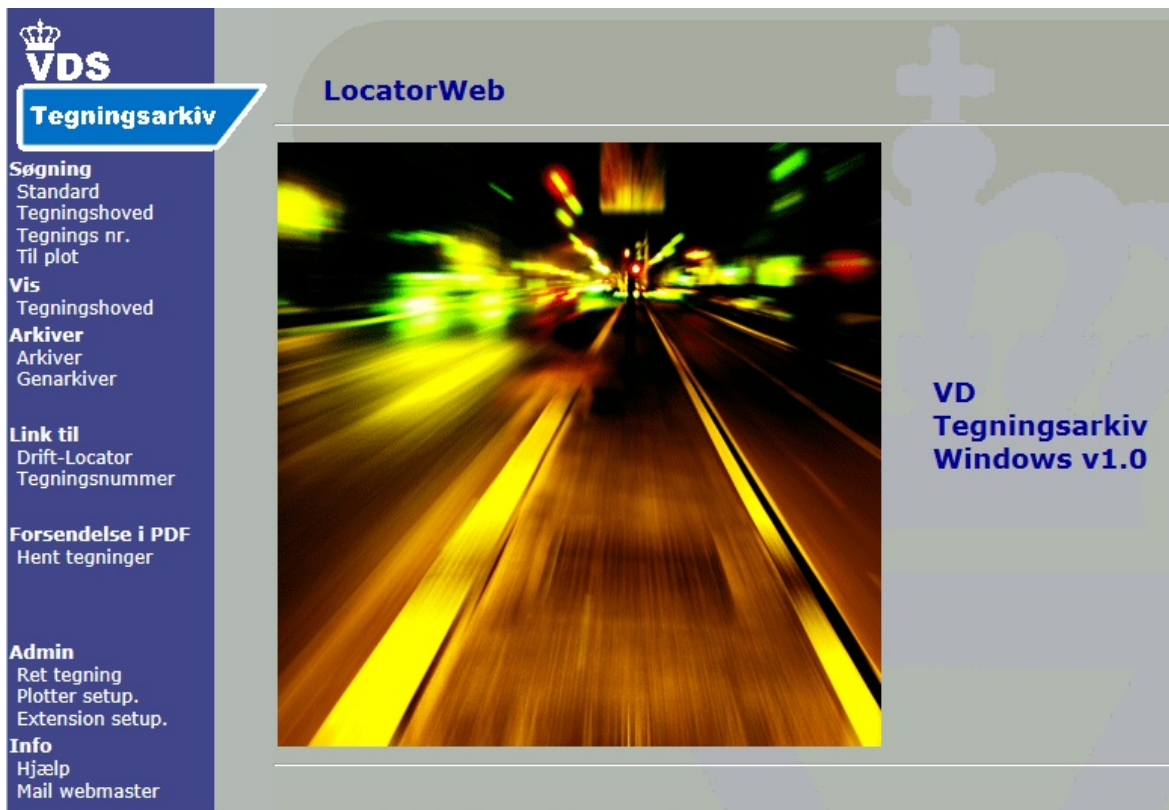 VDS
Tegningsarkiv
Søgning
Standard
Tegningshoved
Tegnings nr.
Til plot
Vis
Tegningshoved
Arkiver
Arkiver
Genarkiver
Link til
Drift-Locator
Tegningsnummer
Forsendelse i PDF
Hent tegninger
Admin
Ret tegning
Plotter setup.
Extension setup.
Info
Hjælp
Mail webmaster
LocatorWeb
VD
Tegningsarkiv
Windows v1.0